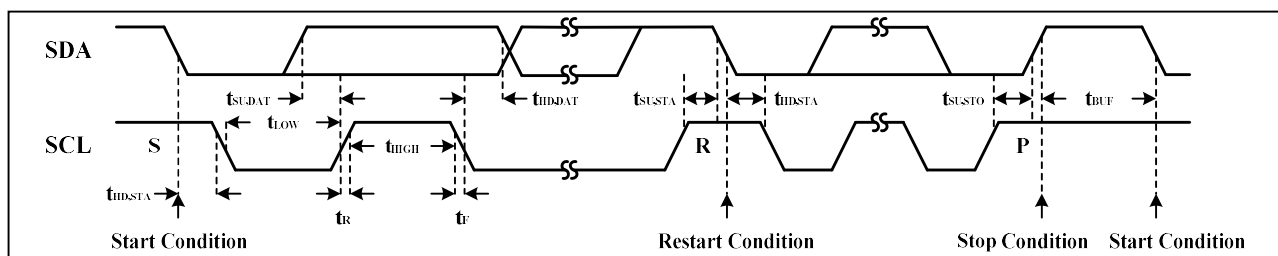 SDA
tSU,DAT
tHD,DAT
tSU,STA
tHD,STA
tSU,STO
tBUF
tLOW
SCL
S
tHIGH
R
P
tHD,STA
tR
tF
Start Condition
Restart Condition
Stop Condition
Start Condition